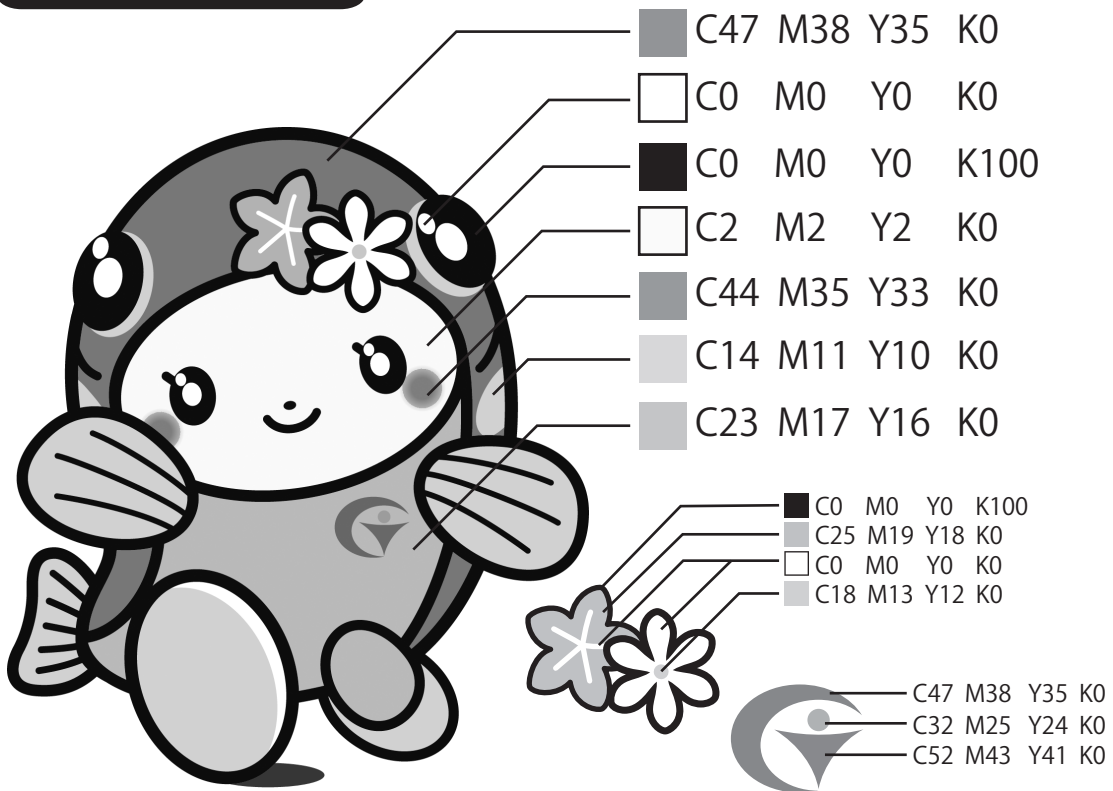 C47 M38 Y35 K0
C0 M0 Y0 K0
C0 M0 Y0 K100
C2 M2 Y2 K0
C44 M35 Y33 K0
C14 M11 Y10 K0
C23 M17 Y16 K0
C0 M0 Y0 K100
C25 M19 Y18 K0
C0 M0 Y0 K0
C18 M13 Y12 K0
C47 M38 Y35 K0
C32 M25 Y24 K0
C52 M43 Y41 K0